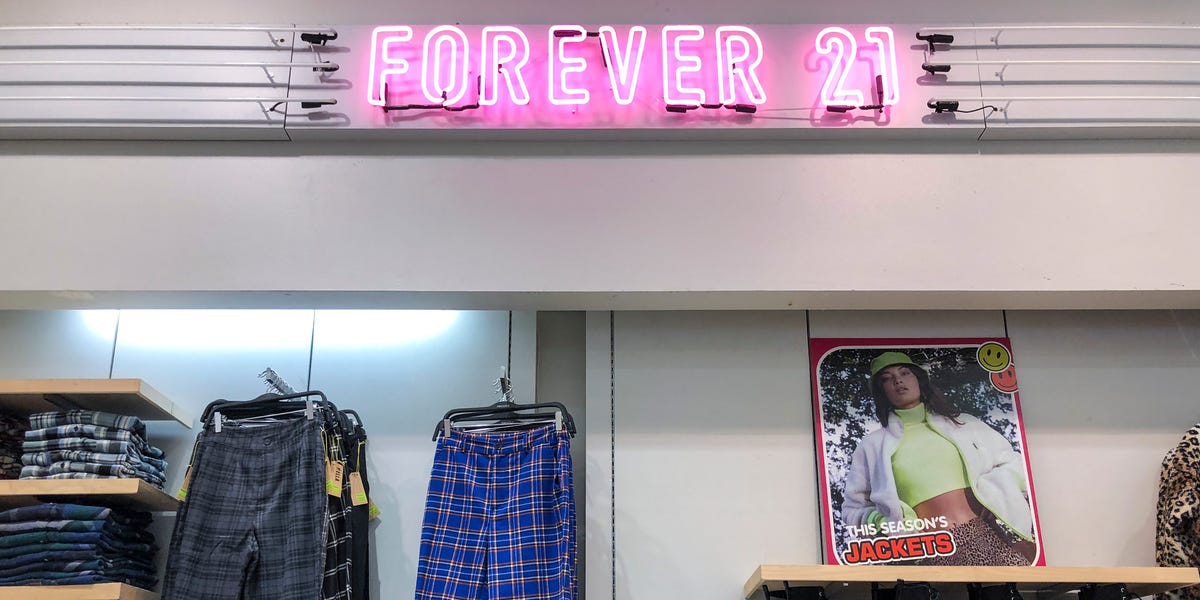 FOREVER 21
THIS SEASON'S
JACKETS